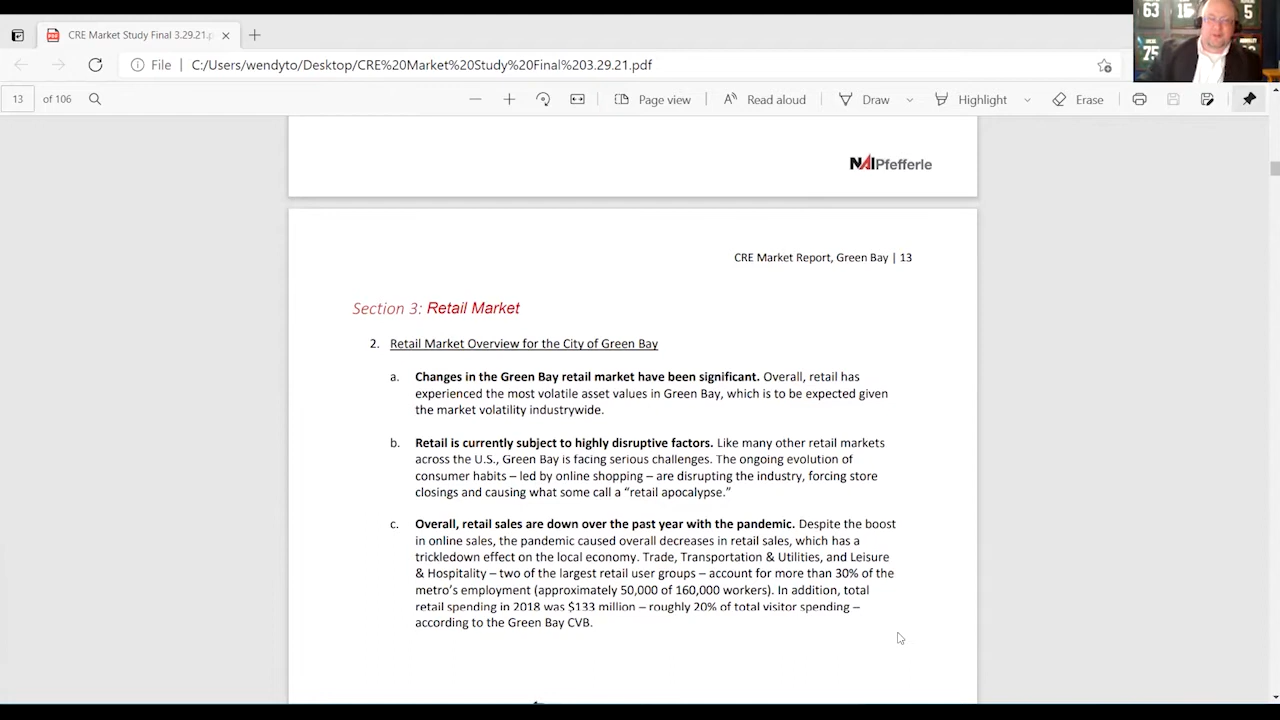 63 15 5
75
CRE Market Study Final 3.29.21.p
File C:/Users/wendyto/Desktop/CRE%20Market%20Study%20Final%203.29.21.pdf
13 of 106 Page view Read aloud Draw Highlight Erase
NAIPfefferle
CRE Market Report, Green Bay | 13
Section 3: Retail Market
2. Retail Market Overview for the City of Green Bay
a. Changes in the Green Bay retail market have been significant. Overall, retail has
experienced the most volatile asset values in Green Bay, which is to be expected given
the market volatility industrywide.
b. Retail is currently subject to highly disruptive factors. Like many other retail markets
across the U.S., Green Bay is facing serious challenges. The ongoing evolution of
consumer habits – led by online shopping – are disrupting the industry, forcing store
closings and causing what some call a “retail apocalypse.”
c. Overall, retail sales are down over the past year with the pandemic. Despite the boost
in online sales, the pandemic caused overall decreases in retail sales, which has a
trickledown effect on the local economy. Trade, Transportation & Utilities, and Leisure
& Hospitality – two of the largest retail user groups – account for more than 30% of the
metro’s employment (approximately 50,000 of 160,000 workers). In addition, total
retail spending in 2018 was $133 million – roughly 20% of total visitor spending –
according to the Green Bay CVB.